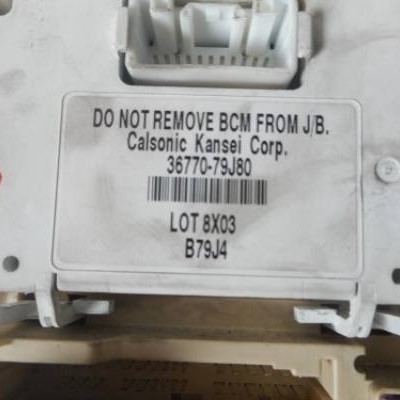 DO NOT REMOVE BCM FROM J/B.
Calsonic Kansei Corp.
36770-79J80
LOT 8X03
B79J4